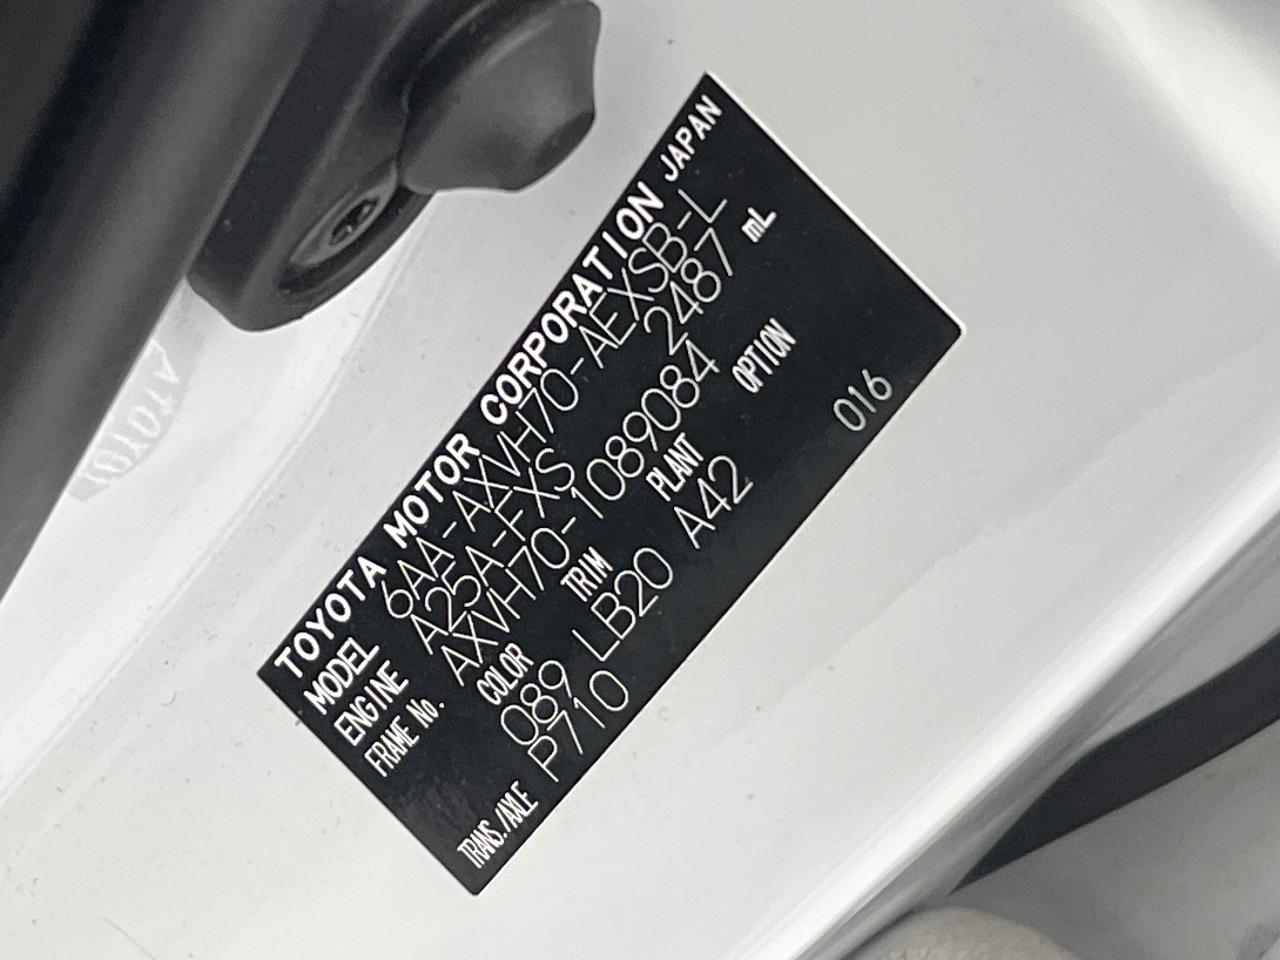 TOYOTA MOTOR CORPORATION JAPAN
MODEL 6AA-AXVH70-AEXSB-L
ENGINE A25A-FXS 2487 mL
FRAME No. AXVH70-1089084
COLOR TRIM PLANT OPTION
089 LB20 A42
TRANS./AXLE P710 016
TOYOTA